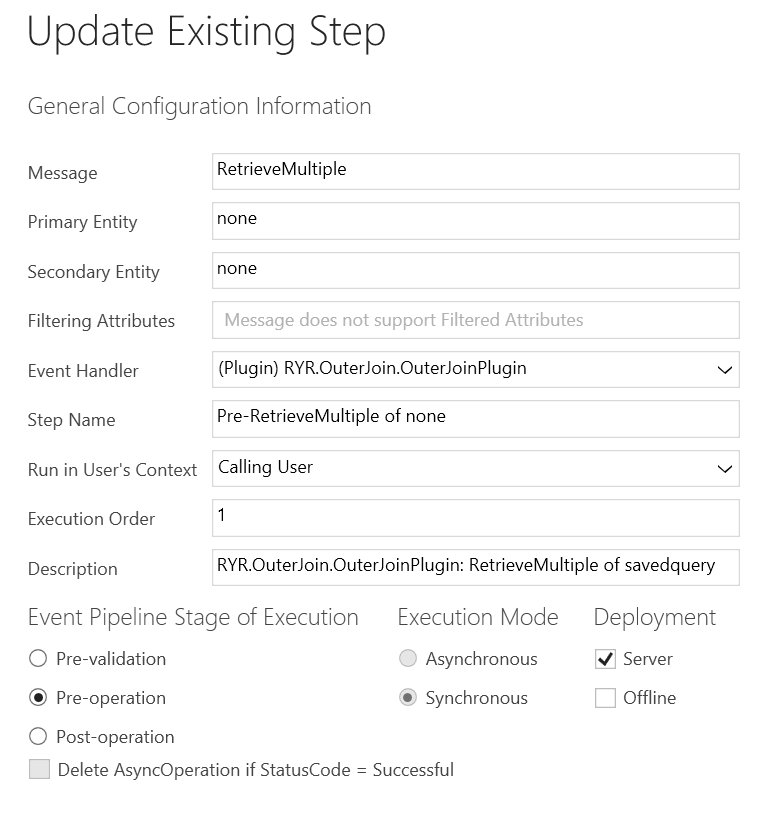 Update Existing Step
General Configuration Information
Message RetrieveMultiple
Primary Entity none
Secondary Entity none
Filtering Attributes Message does not support Filtered Attributes
Event Handler (Plugin) RYR.OuterJoin.OuterJoinPlugin
Step Name Pre-RetrieveMultiple of none
Run in User's Context Calling User
Execution Order 1
Description RYR.OuterJoin.OuterJoinPlugin: RetrieveMultiple of savedquery
Event Pipeline Stage of Execution Execution Mode Deployment
Pre-validation Asynchronous Server
Pre-operation Synchronous Offline
Post-operation
Delete AsyncOperation if StatusCode = Successful